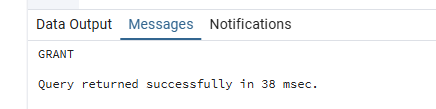 Data Output Messages Notifications
GRANT
Query returned successfully in 38 msec.